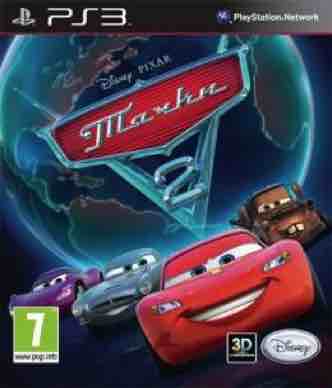 PS3
PlayStation.Network
Disney · PIXAR
Тачки
2
7
www.pegi.info
3D
Disney